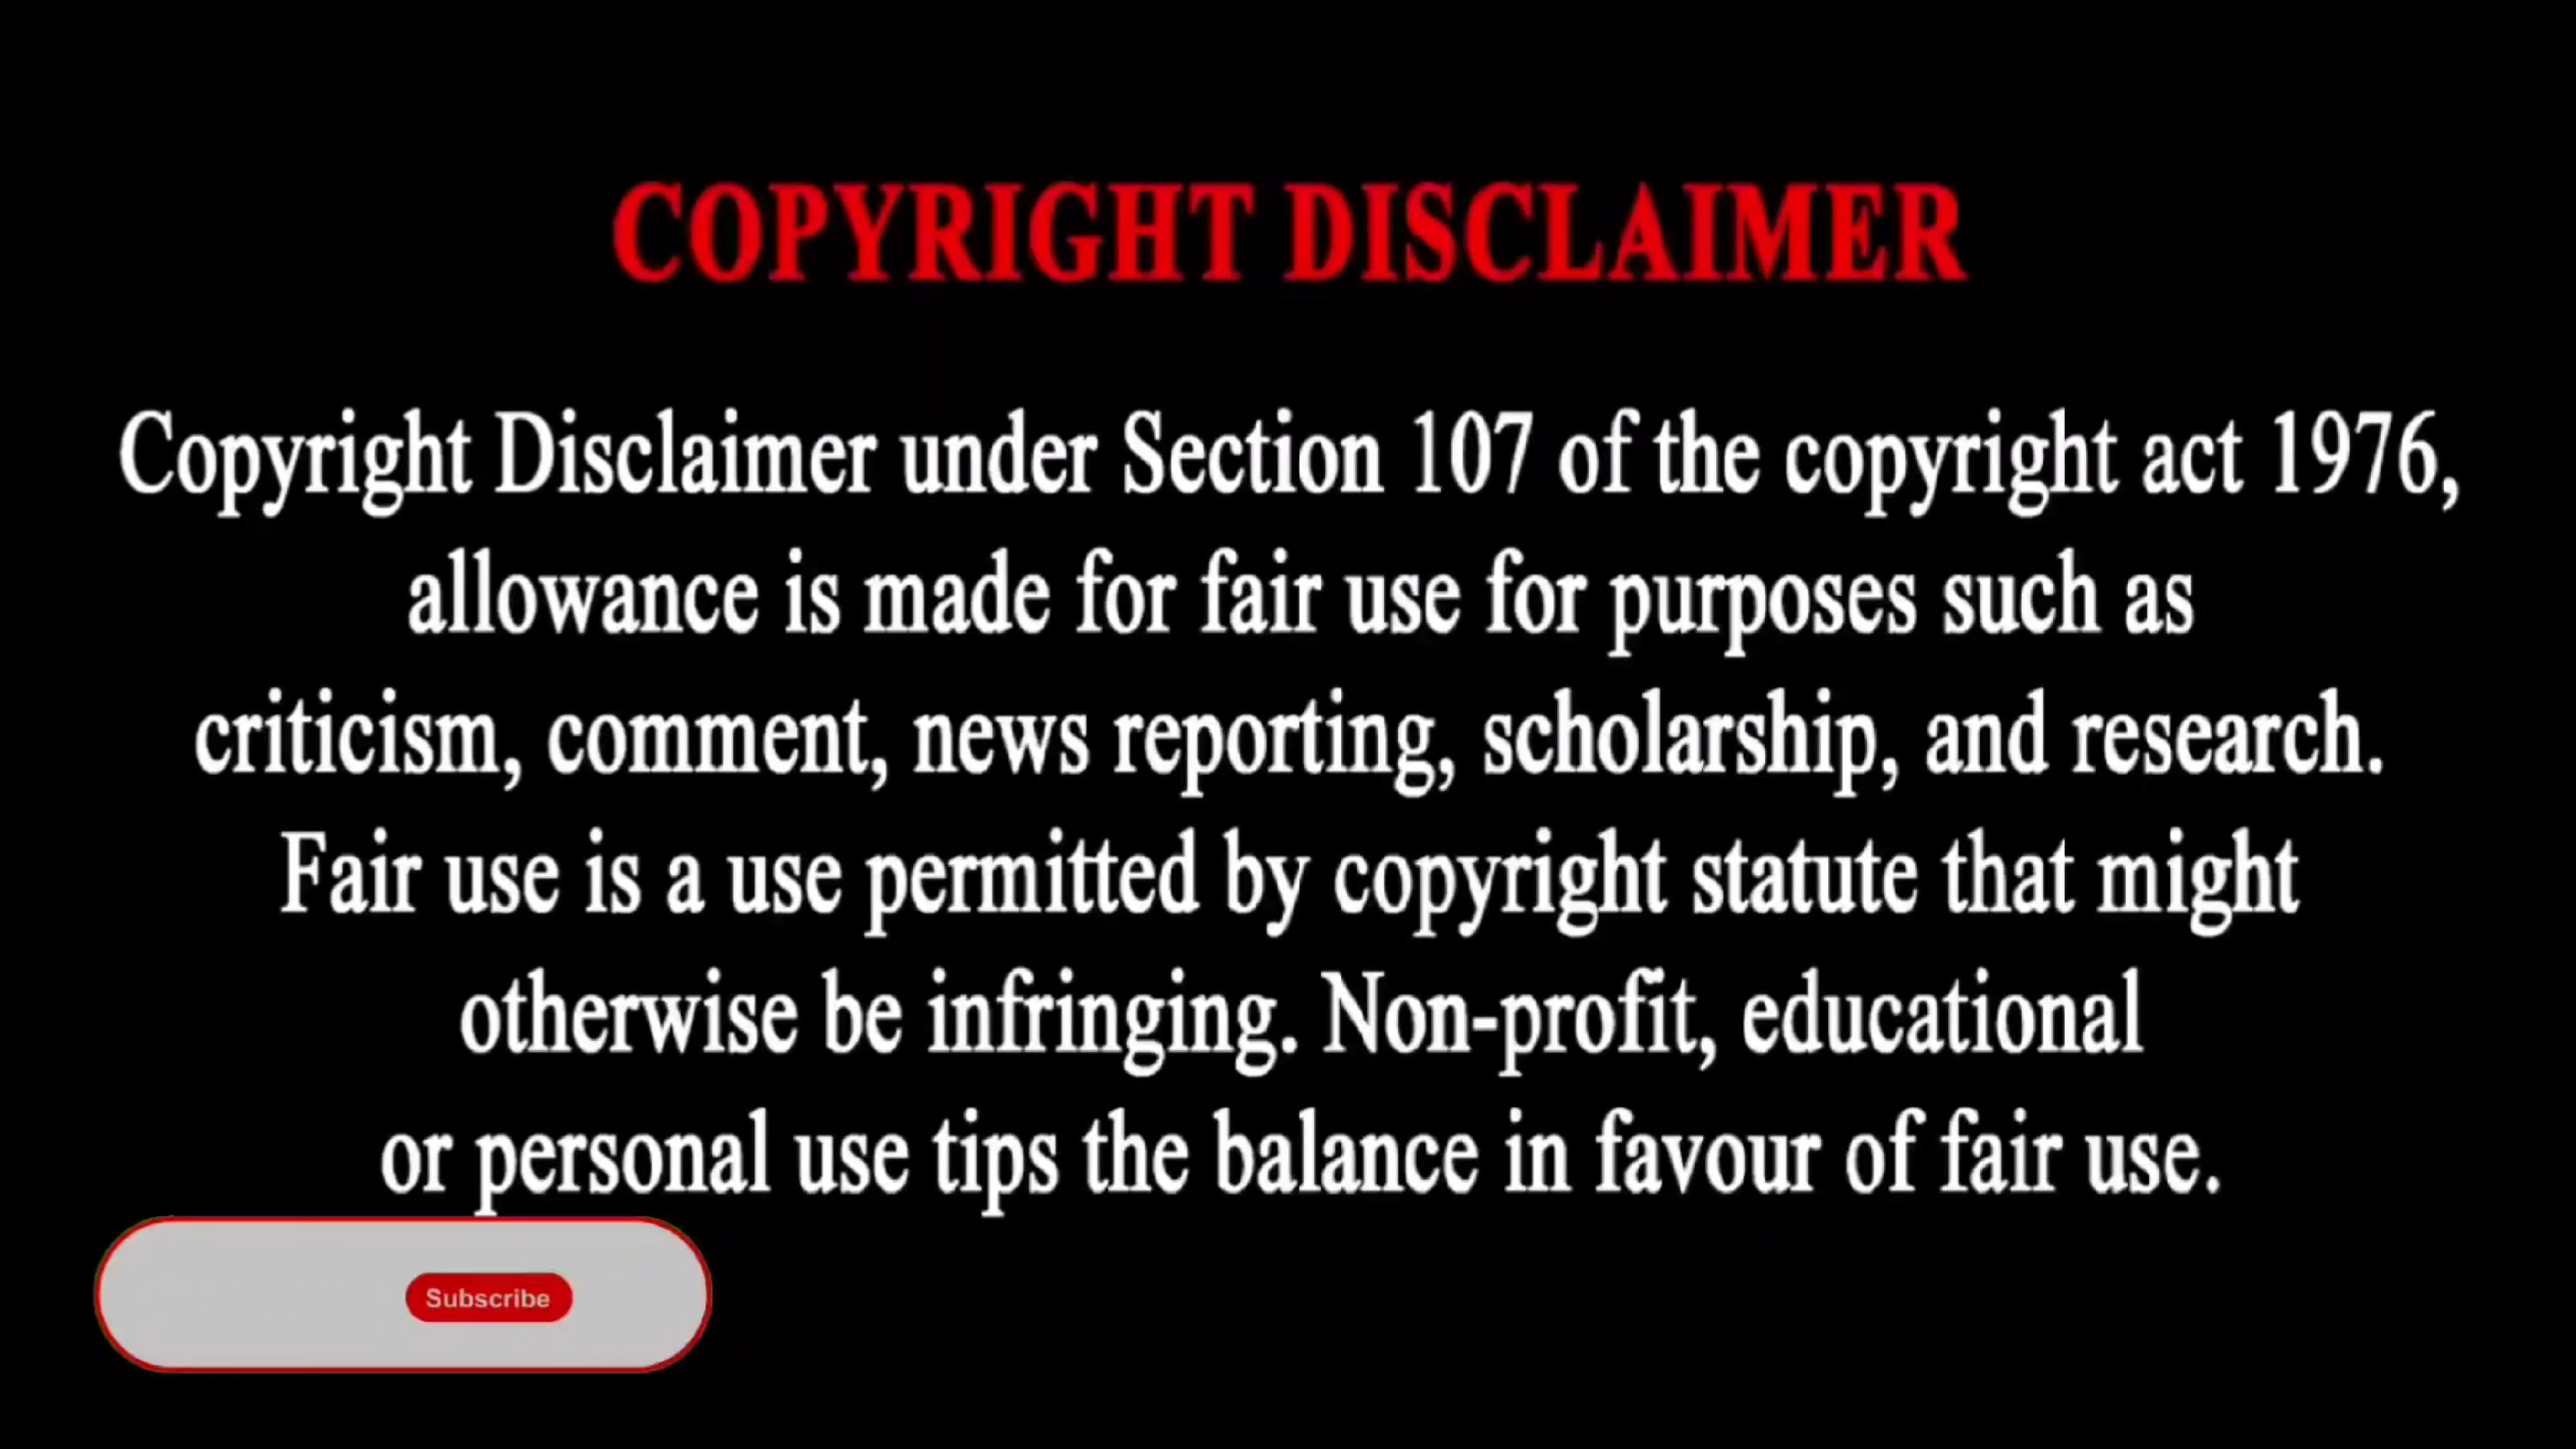 COPYRIGHT DISCLAIMER
Copyright Disclaimer under Section 107 of the copyright act 1976,
allowance is made for fair use for purposes such as
criticism, comment, news reporting, scholarship, and research.
Fair use is a use permitted by copyright statute that might
otherwise be infringing. Non-profit, educational
or personal use tips the balance in favour of fair use.
Subscribe